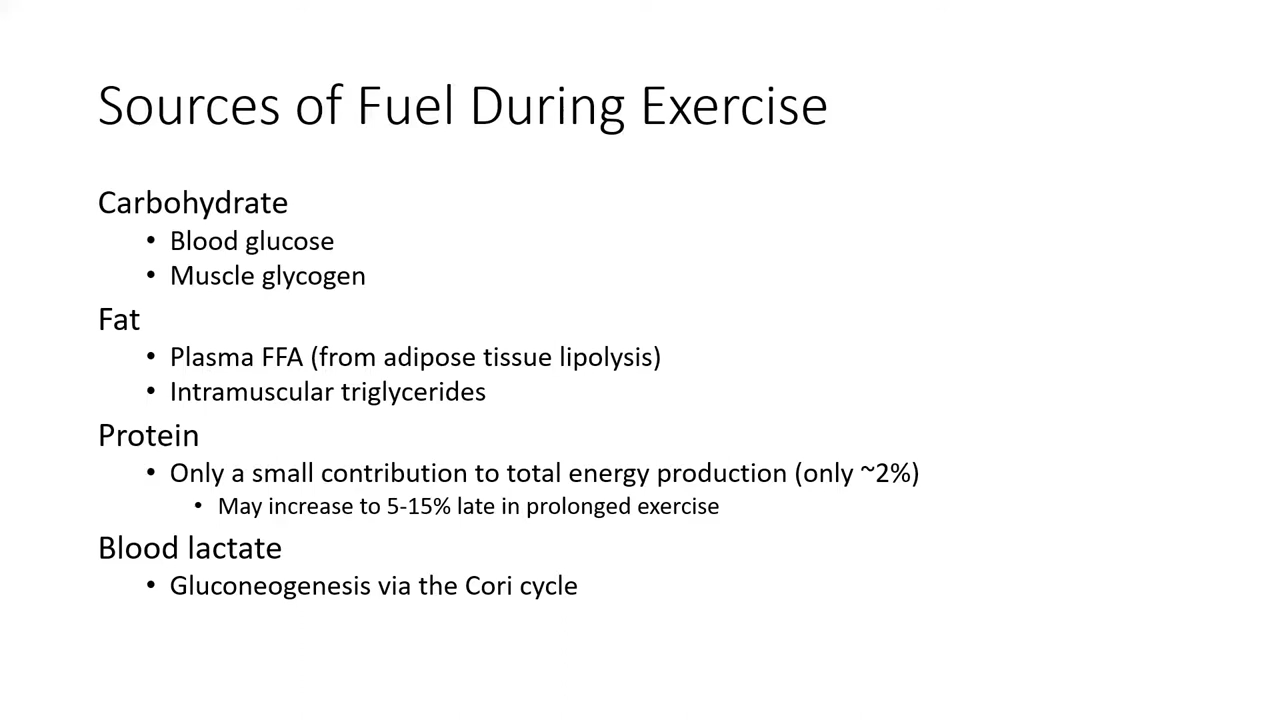 Sources of Fuel During Exercise
Carbohydrate
• Blood glucose
• Muscle glycogen
Fat
• Plasma FFA (from adipose tissue lipolysis)
• Intramuscular triglycerides
Protein
• Only a small contribution to total energy production (only ~2%)
• May increase to 5-15% late in prolonged exercise
Blood lactate
• Gluconeogenesis via the Cori cycle